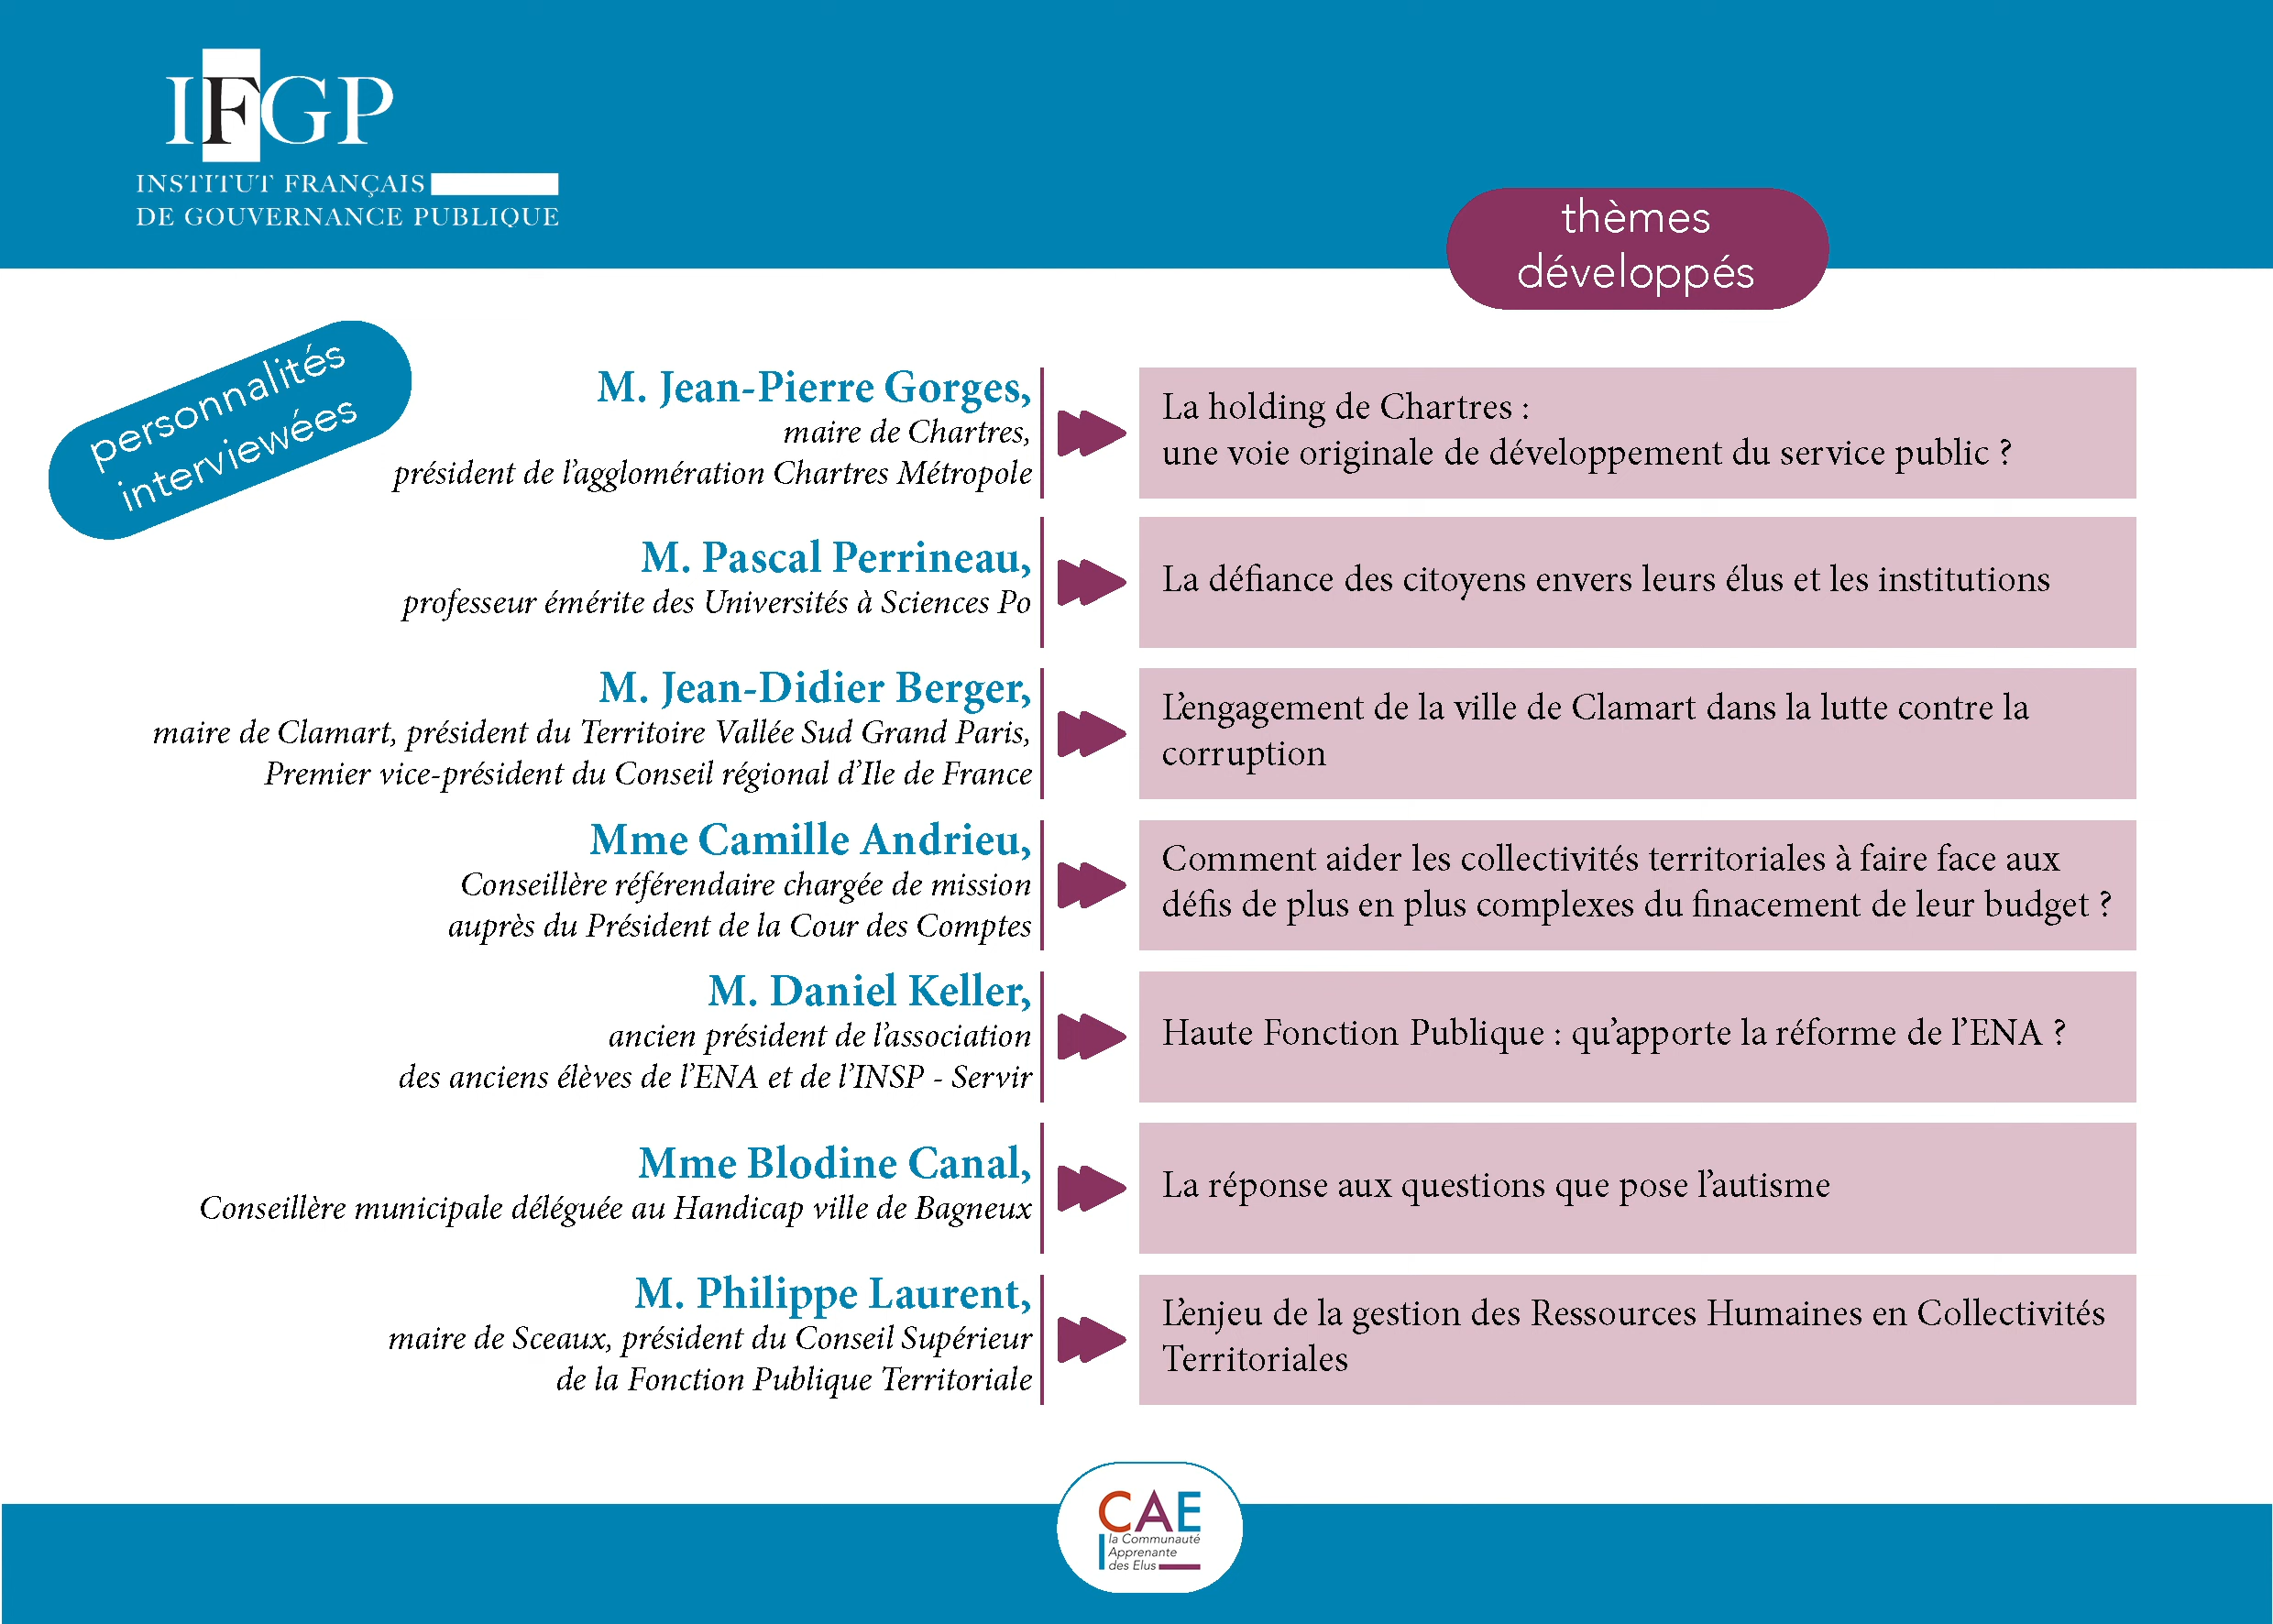 IFGP
INSTITUT FRANÇAIS
DE GOUVERNANCE PUBLIQUE
thèmes
développés
personnalités
interviewées
M. Jean-Pierre Gorges,
maire de Chartres,
président de l'agglomération Chartres Métropole
La holding de Chartres :
une voie originale de développement du service public ?
M. Pascal Perrineau,
professeur émérite des Universités à Sciences Po
La défiance des citoyens envers leurs élus et les institutions
M. Jean-Didier Berger,
maire de Clamart, président du Territoire Vallée Sud Grand Paris,
Premier vice-président du Conseil régional d'Ile de France
L'engagement de la ville de Clamart dans la lutte contre la
corruption
Mme Camille Andrieu,
Conseillère référendaire chargée de mission
auprès du Président de la Cour des Comptes
Comment aider les collectivités territoriales à faire face aux
défis de plus en plus complexes du finacement de leur budget ?
M. Daniel Keller,
ancien président de l'association
des anciens élèves de l'ENA et de l'INSP - Servir
Haute Fonction Publique : qu'apporte la réforme de l'ENA ?
Mme Blodine Canal,
Conseillère municipale déléguée au Handicap ville de Bagneux
La réponse aux questions que pose l'autisme
M. Philippe Laurent,
maire de Sceaux, président du Conseil Supérieur
de la Fonction Publique Territoriale
L'enjeu de la gestion des Ressources Humaines en Collectivités
Territoriales
CAE
la Communauté
Apprenante
des Elus